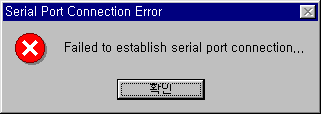 Serial Port Connection Error
Failed to establish serial port connection...
확인